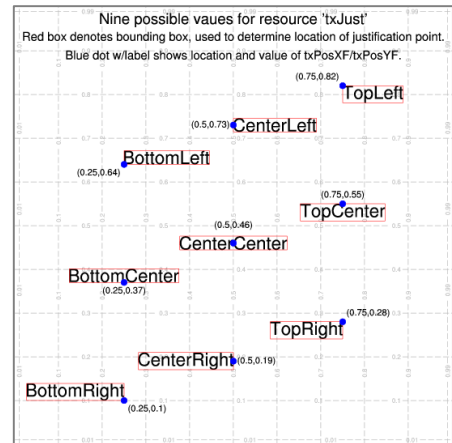 Nine possible vaues for resource 'txJust'
Red box denotes bounding box, used to determine location of justification point.
Blue dot w/label shows location and value of txPosXF/txPosYF.
(0.75,0.82)
TopLeft
(0.5,0.73)
CenterLeft
BottomLeft
(0.25,0.64)
(0.75,0.55)
TopCenter
(0.5,0.46)
CenterCenter
BottomCenter
(0.25,0.37)
(0.75,0.28)
TopRight
CenterRight
(0.5,0.19)
BottomRight
(0.25,0.1)